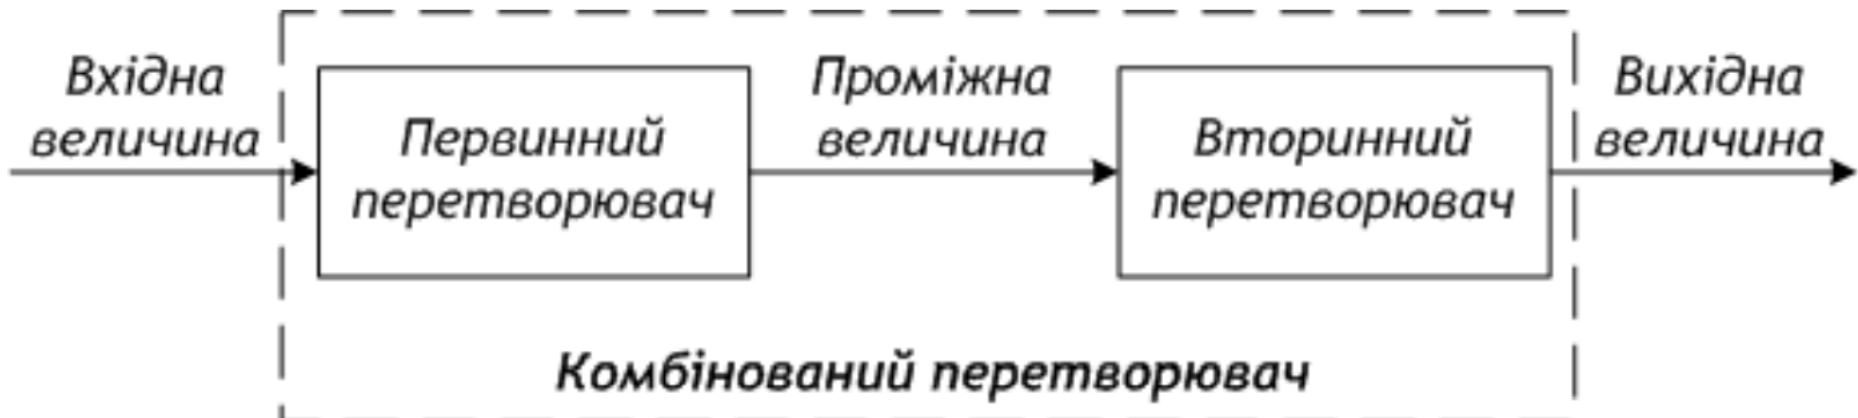 Вхідна
величина
Первинний
перетворювач
Проміжна
величина
Вторинний
перетворювач
Вихідна
величина
Комбінований перетворювач